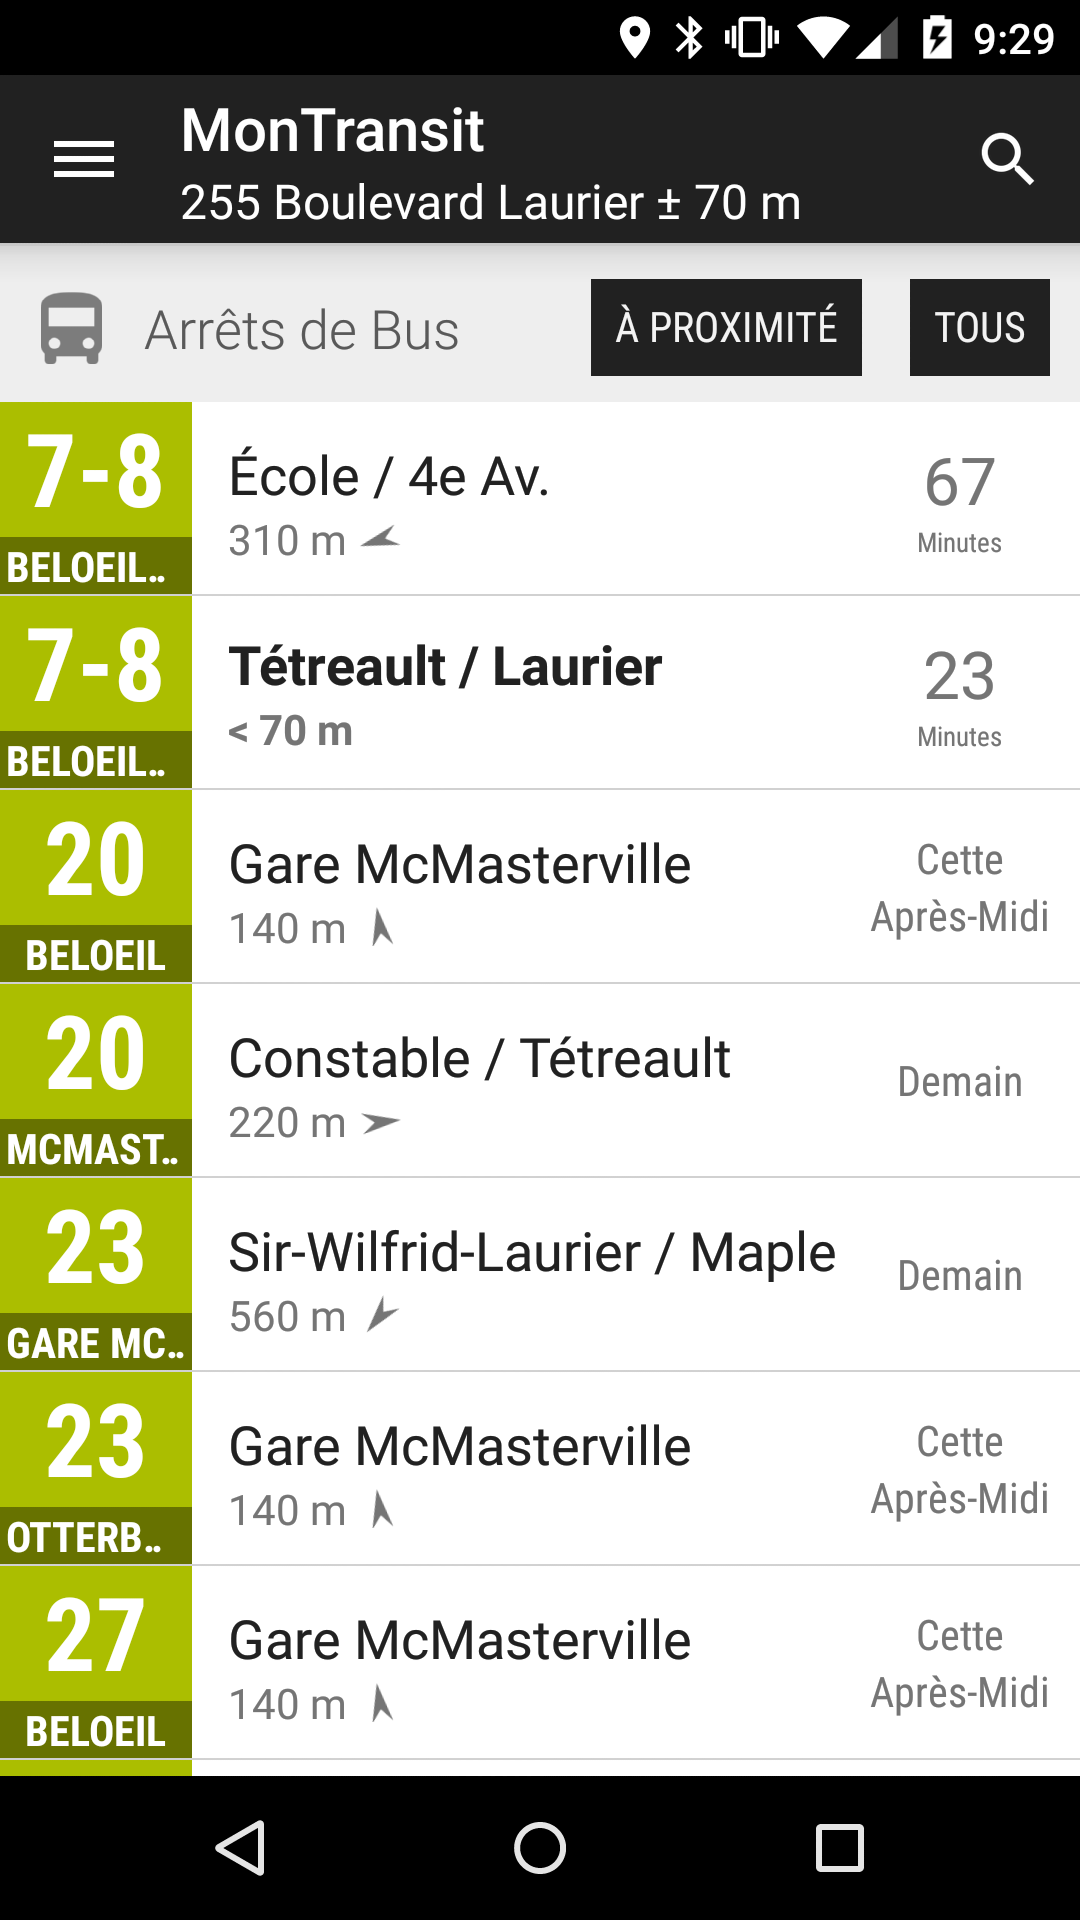 9:29
MonTransit
255 Boulevard Laurier ± 70 m
Arrêts de Bus
À PROXIMITÉ
TOUS
7-8
BELOEIL..
École / 4e Av.
310 m
67
Minutes
7-8
BELOEIL..
Tétreault / Laurier
< 70 m
23
Minutes
20
BELOEIL
Gare McMasterville
140 m
Cette
Après-Midi
20
MCMAST..
Constable / Tétreault
220 m
Demain
23
GARE MC..
Sir-Wilfrid-Laurier / Maple
560 m
Demain
23
OTTERB..
Gare McMasterville
140 m
Cette
Après-Midi
27
BELOEIL
Gare McMasterville
140 m
Cette
Après-Midi